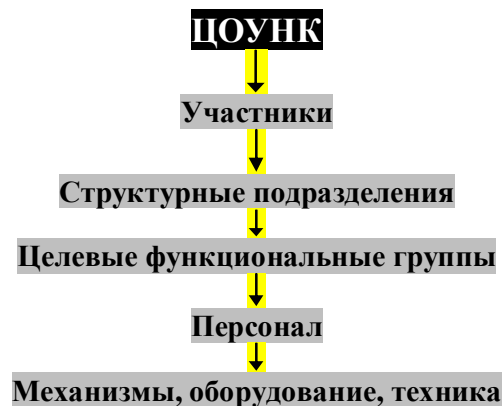 ЦОУНК
Участники
Структурные подразделения
Целевые функциональные группы
Персонал
Механизмы, оборудование, техника